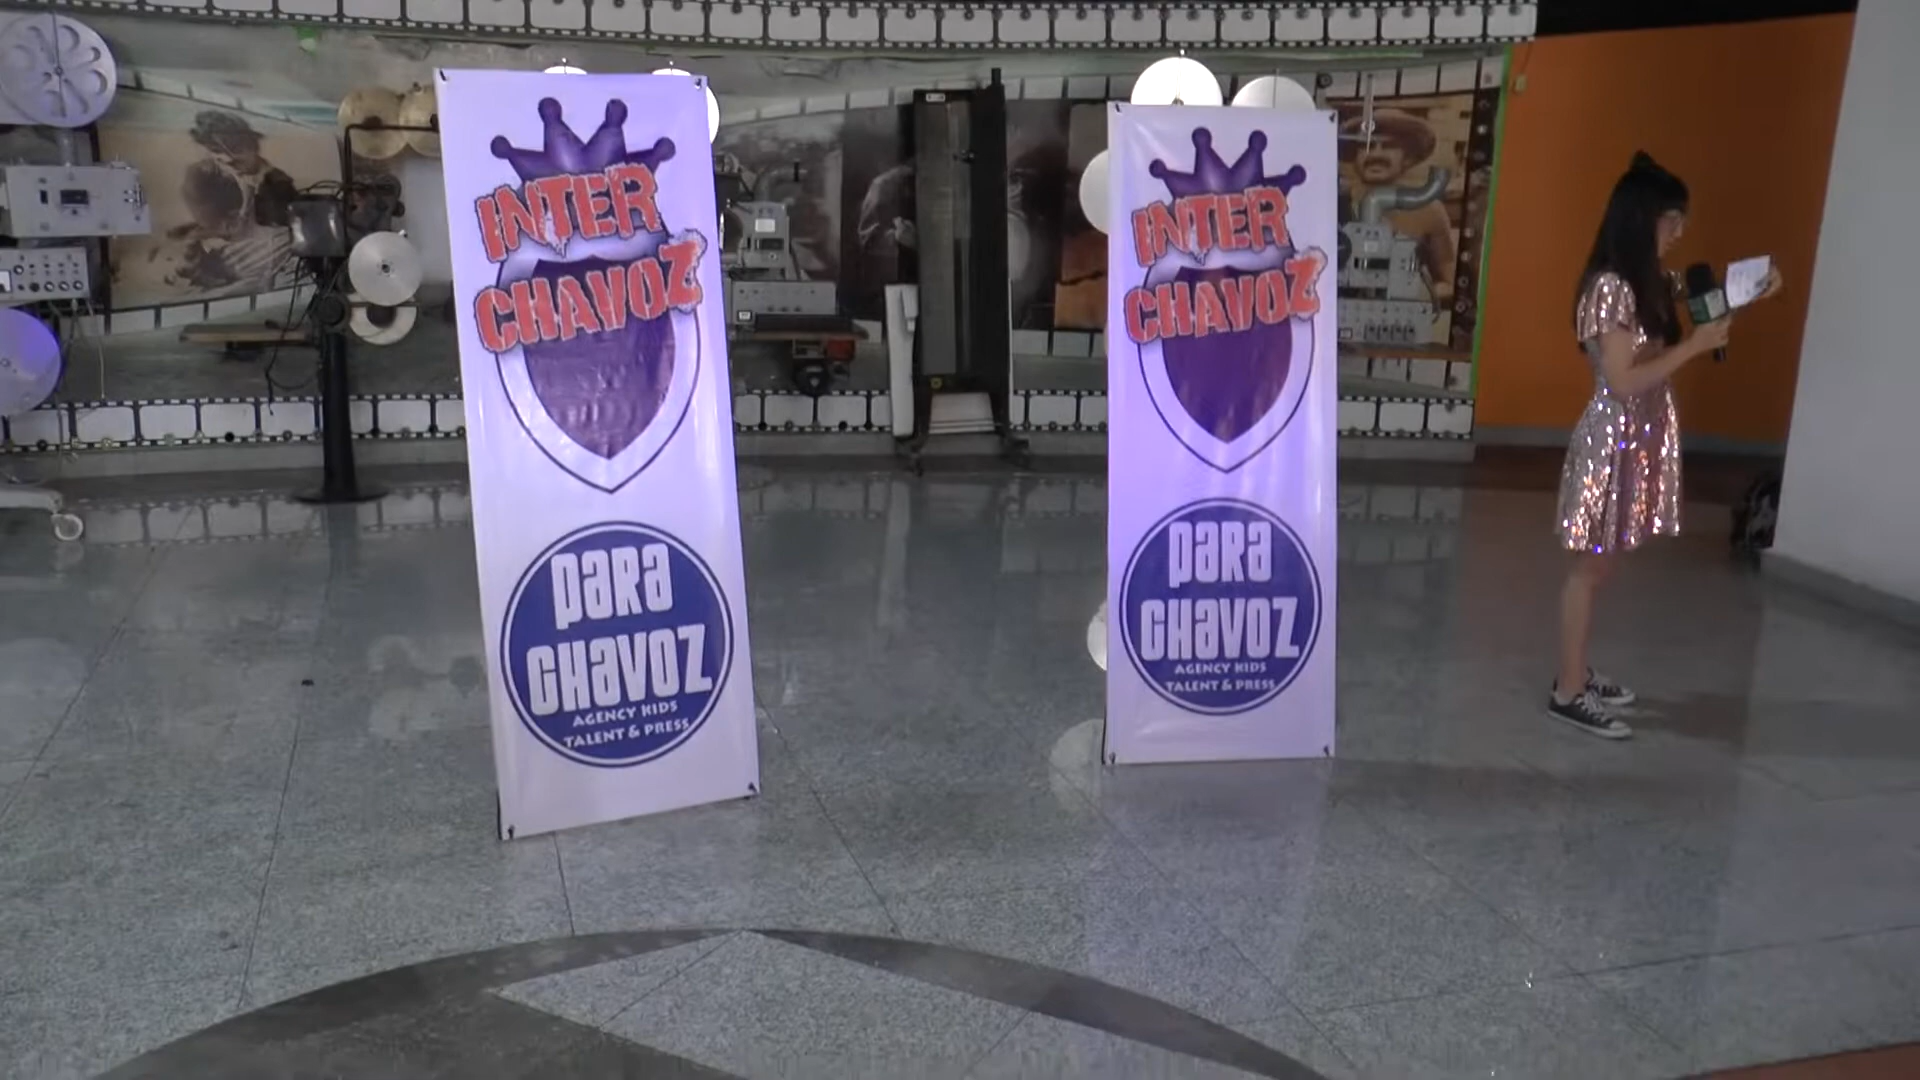 INTER
CHAVOZ
PARA
CHAVOZ
AGENCY KIDS
TALENT & PRESS
INTER
CHAVOZ
PARA
CHAVOZ
AGENCY KIDS
TALENT & PRESS